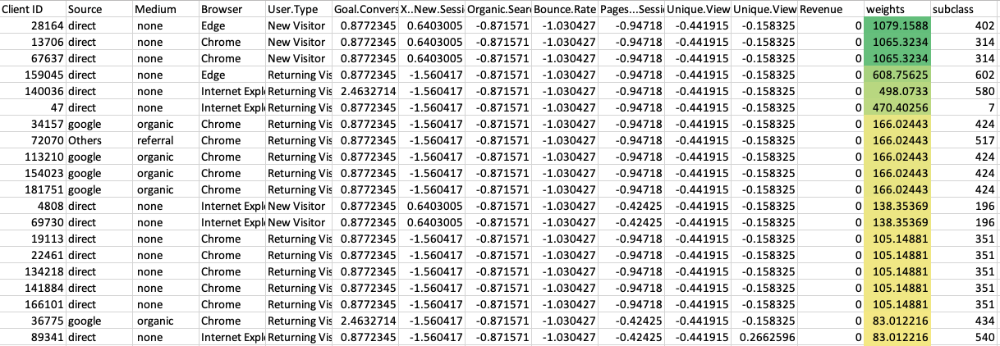 Client ID Source Medium Browser User.Type Goal.Convers X..New.Sessi Organic.Sear Bounce.Rate Pages...Sessi Unique.View Unique.View Revenue weights subclass
28164 direct none Edge New Visitor 0.8772345 0.6403005 -0.871571 -1.030427 -0.94718 -0.441915 -0.158325 0 1079.1588 402
13706 direct none Chrome New Visitor 0.8772345 0.6403005 -0.871571 -1.030427 -0.94718 -0.441915 -0.158325 0 1065.3234 314
67637 direct none Chrome New Visitor 0.8772345 0.6403005 -0.871571 -1.030427 -0.94718 -0.441915 -0.158325 0 1065.3234 314
159045 direct none Edge Returning Vis 0.8772345 -1.560417 -0.871571 -1.030427 -0.94718 -0.441915 -0.158325 0 608.75625 602
140036 direct none Internet Expl Returning Vis 2.4632714 -1.560417 -0.871571 -1.030427 -0.94718 -0.441915 -0.158325 0 498.0733 580
47 direct none Internet Expl Returning Vis 0.8772345 -1.560417 -0.871571 -1.030427 -0.94718 -0.441915 -0.158325 0 470.40256 7
34157 google organic Chrome Returning Vis 0.8772345 -1.560417 -0.871571 -1.030427 -0.94718 -0.441915 -0.158325 0 166.02443 424
72070 Others referral Chrome Returning Vis 0.8772345 -1.560417 -0.871571 -1.030427 -0.94718 -0.441915 -0.158325 0 166.02443 517
113210 google organic Chrome Returning Vis 0.8772345 -1.560417 -0.871571 -1.030427 -0.94718 -0.441915 -0.158325 0 166.02443 424
154023 google organic Chrome Returning Vis 0.8772345 -1.560417 -0.871571 -1.030427 -0.94718 -0.441915 -0.158325 0 166.02443 424
181751 google organic Chrome Returning Vis 0.8772345 -1.560417 -0.871571 -1.030427 -0.94718 -0.441915 -0.158325 0 166.02443 424
4808 direct none Internet Expl New Visitor 0.8772345 0.6403005 -0.871571 -1.030427 -0.42425 -0.441915 -0.158325 0 138.35369 196
69730 direct none Internet Expl New Visitor 0.8772345 0.6403005 -0.871571 -1.030427 -0.42425 -0.441915 -0.158325 0 138.35369 196
19113 direct none Chrome Returning Vis 0.8772345 -1.560417 -0.871571 -1.030427 -0.94718 -0.441915 -0.158325 0 105.14881 351
22461 direct none Chrome Returning Vis 0.8772345 -1.560417 -0.871571 -1.030427 -0.94718 -0.441915 -0.158325 0 105.14881 351
134218 direct none Chrome Returning Vis 0.8772345 -1.560417 -0.871571 -1.030427 -0.94718 -0.441915 -0.158325 0 105.14881 351
141884 direct none Chrome Returning Vis 0.8772345 -1.560417 -0.871571 -1.030427 -0.94718 -0.441915 -0.158325 0 105.14881 351
166101 direct none Chrome Returning Vis 0.8772345 -1.560417 -0.871571 -1.030427 -0.94718 -0.441915 -0.158325 0 105.14881 351
36775 google organic Chrome Returning Vis 2.4632714 -1.560417 -0.871571 -1.030427 -0.42425 -0.441915 -0.158325 0 83.012216 434
89341 direct none Internet Expl Returning Vis 0.8772345 -1.560417 -0.871571 -1.030427 -0.42425 -0.441915 0.2662596 0 83.012216 540